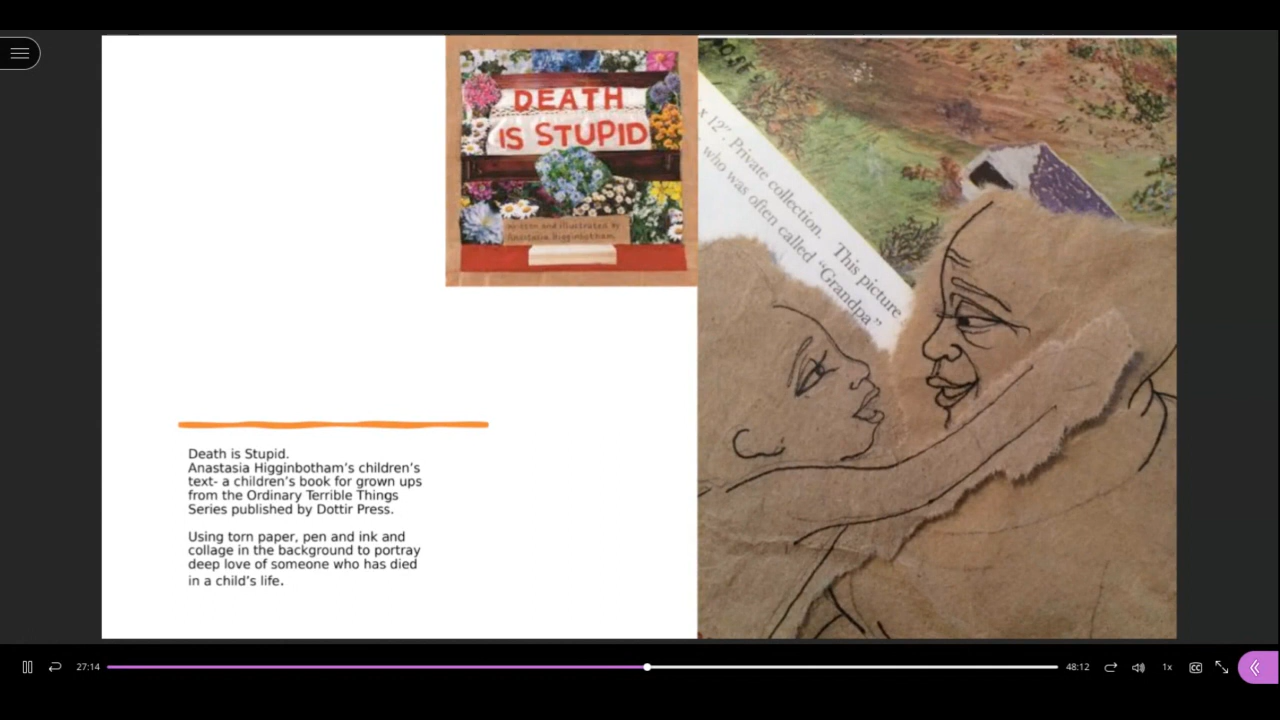 DEATH
IS STUPID
written and illustrated by
Anastasia Higginbotham
x 12". Private collection. This picture
who was often called "Grandpa"
Death is Stupid.
Anastasia Higginbotham's children's
text- a children's book for grown ups
from the Ordinary Terrible Things
Series published by Dottir Press.
Using torn paper, pen and ink and
collage in the background to portray
deep love of someone who has died
in a child's life.
27:14
48:12
1x
CC